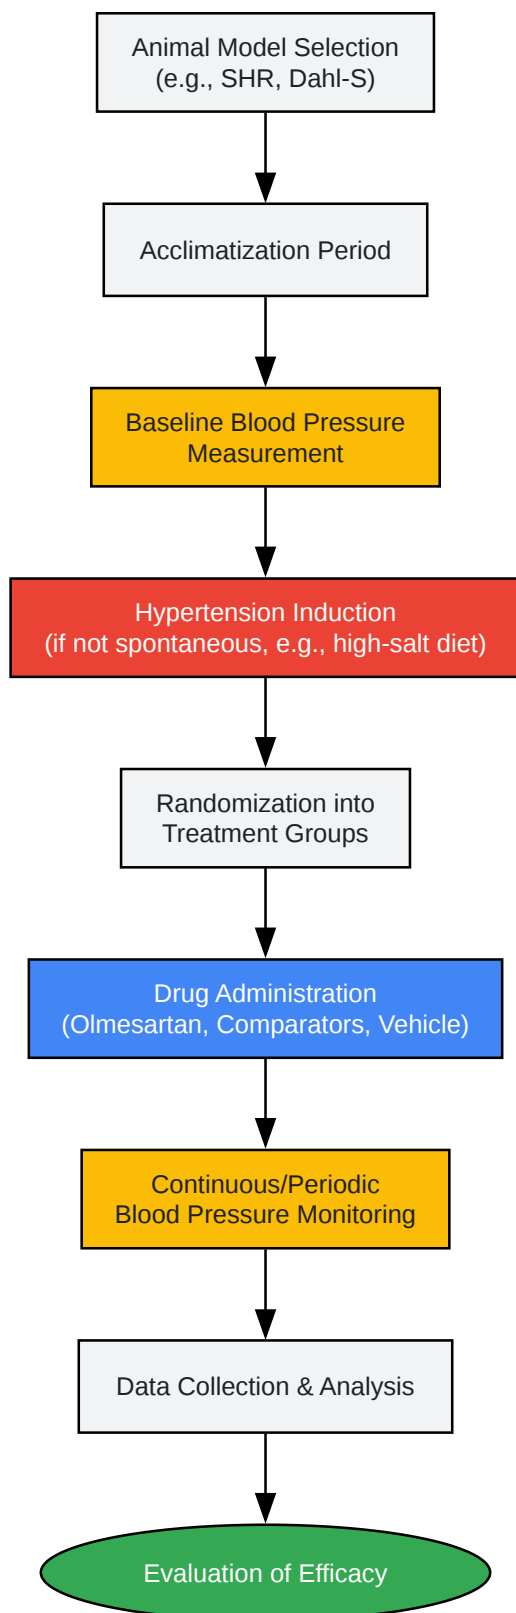 Animal Model Selection
(e.g., SHR, Dahl-S)
Acclimatization Period
Baseline Blood Pressure
Measurement
Hypertension Induction
(if not spontaneous, e.g., high-salt diet)
Randomization into
Treatment Groups
Drug Administration
(Olmesartan, Comparators, Vehicle)
Continuous/Periodic
Blood Pressure Monitoring
Data Collection & Analysis
Evaluation of Efficacy